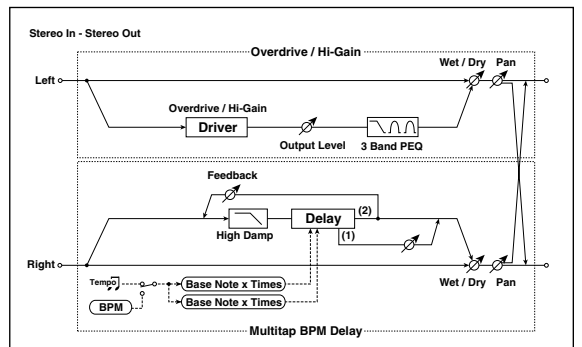 Stereo In - Stereo Out
Overdrive / Hi-Gain
Wet / Dry Pan
Left
Overdrive / Hi-Gain
Driver
Output Level
3 Band PEQ
Feedback
High Damp
Delay
(2)
(1)
Right
Wet / Dry Pan
Tempo
BPM
Base Note x Times
Base Note x Times
Multitap BPM Delay